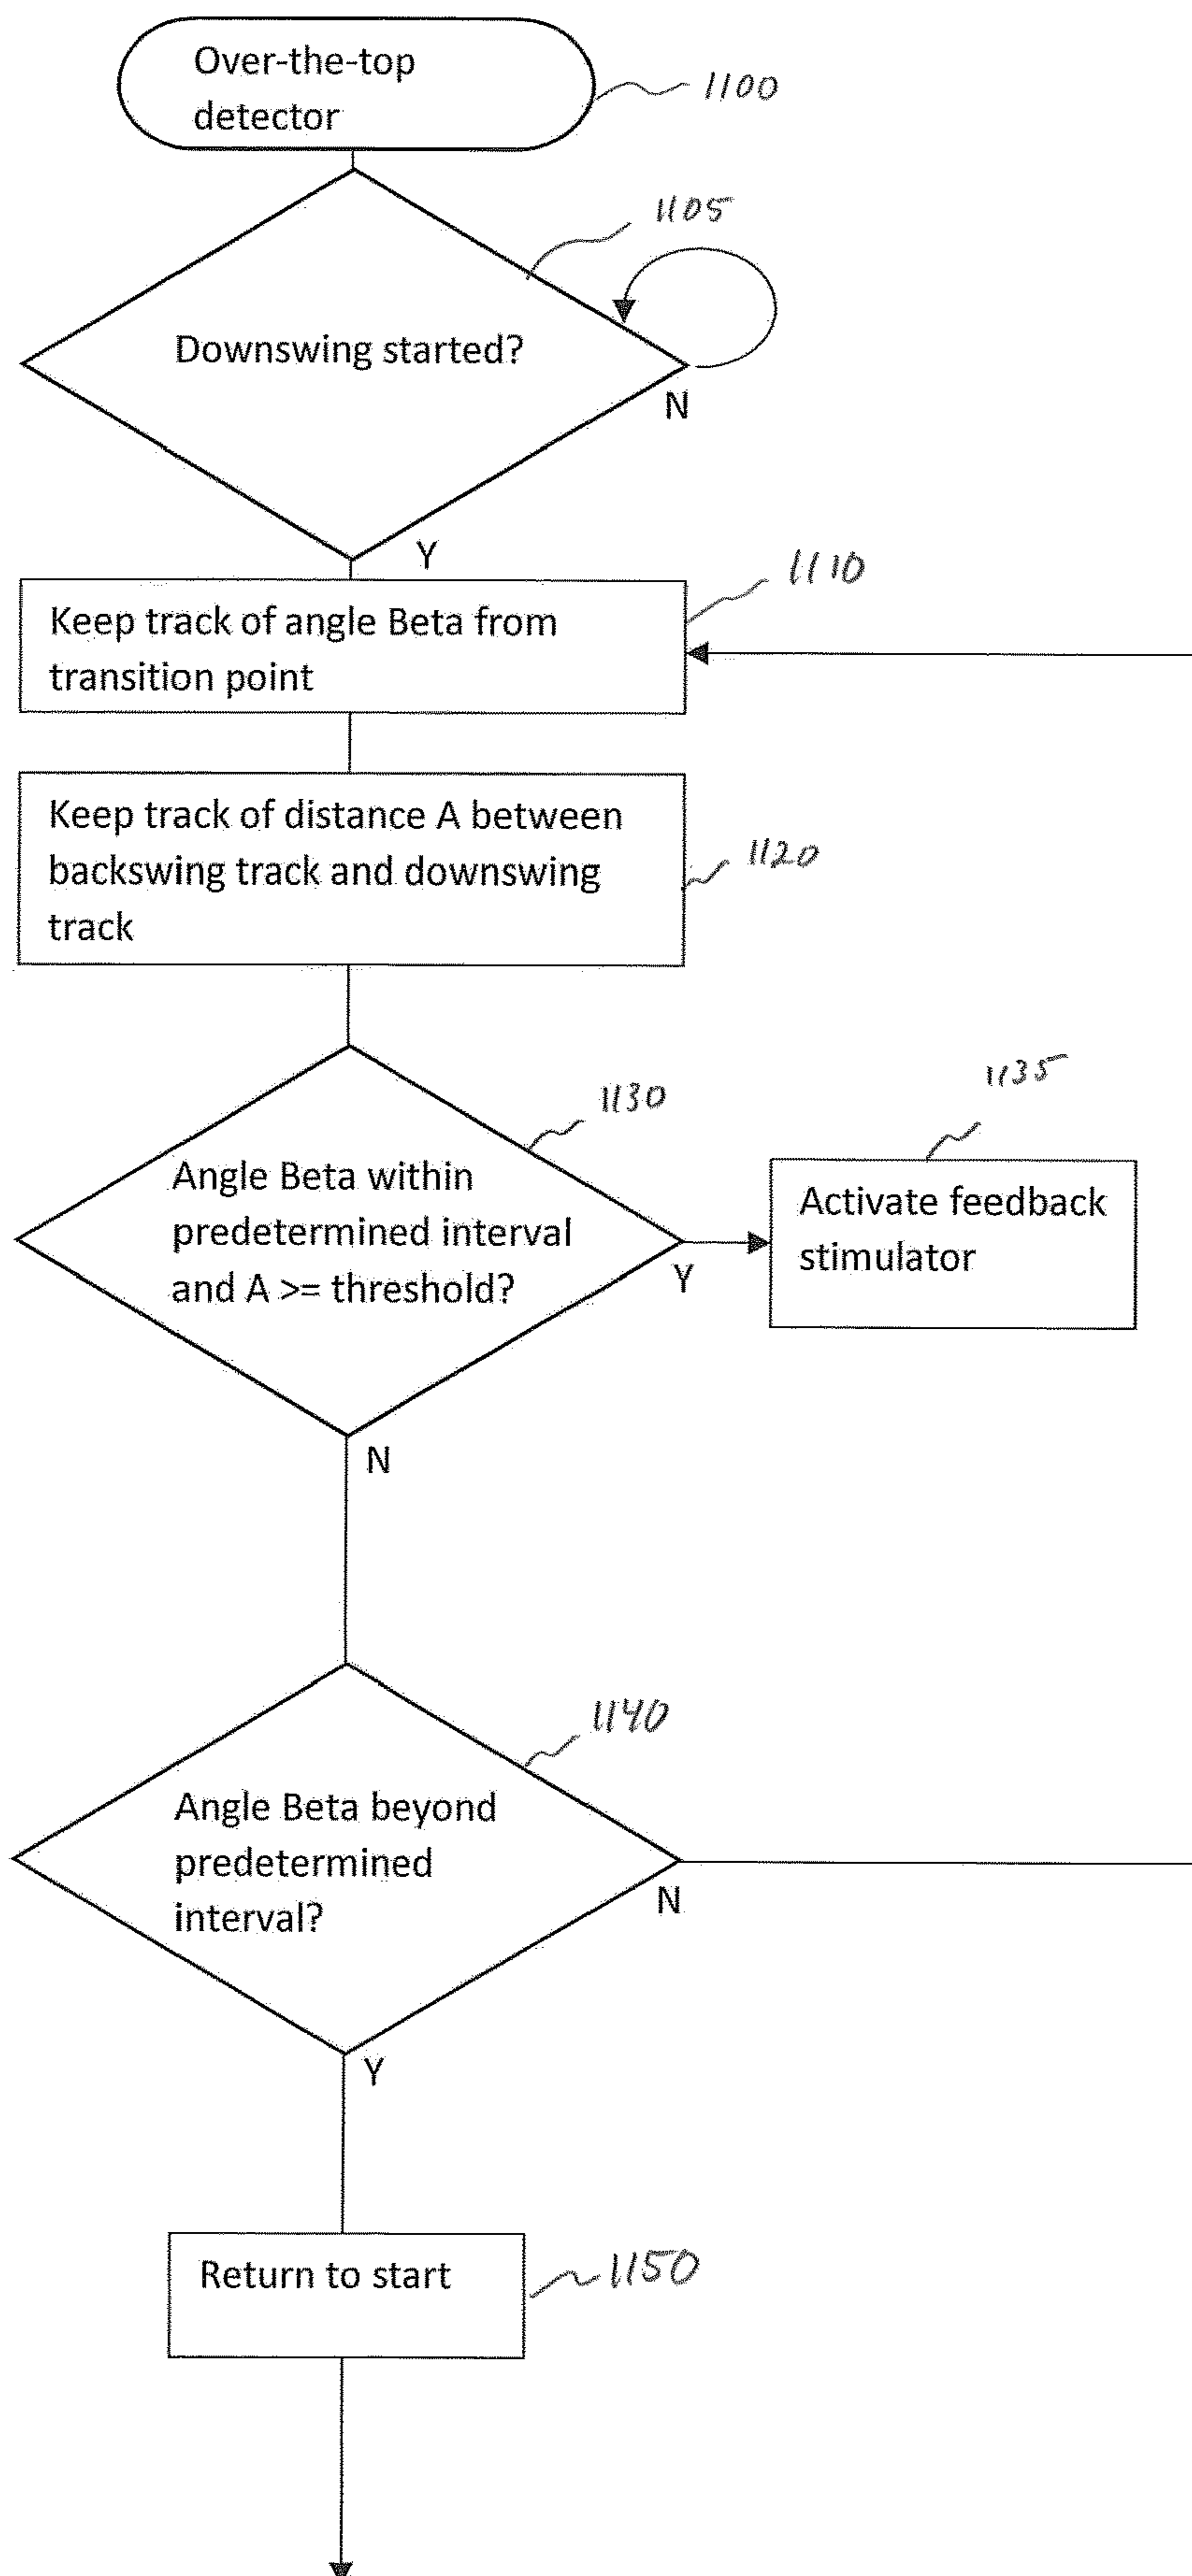 Over-the-top
detector
1100
1105
Downswing started?
N
Y
1110
Keep track of angle Beta from
transition point
Keep track of distance A between
backswing track and downswing
track
1120
1130
1135
Angle Beta within
predetermined interval
and A >= threshold?
Y
Activate feedback
stimulator
N
1140
Angle Beta beyond
predetermined
interval?
N
Y
Return to start
1150